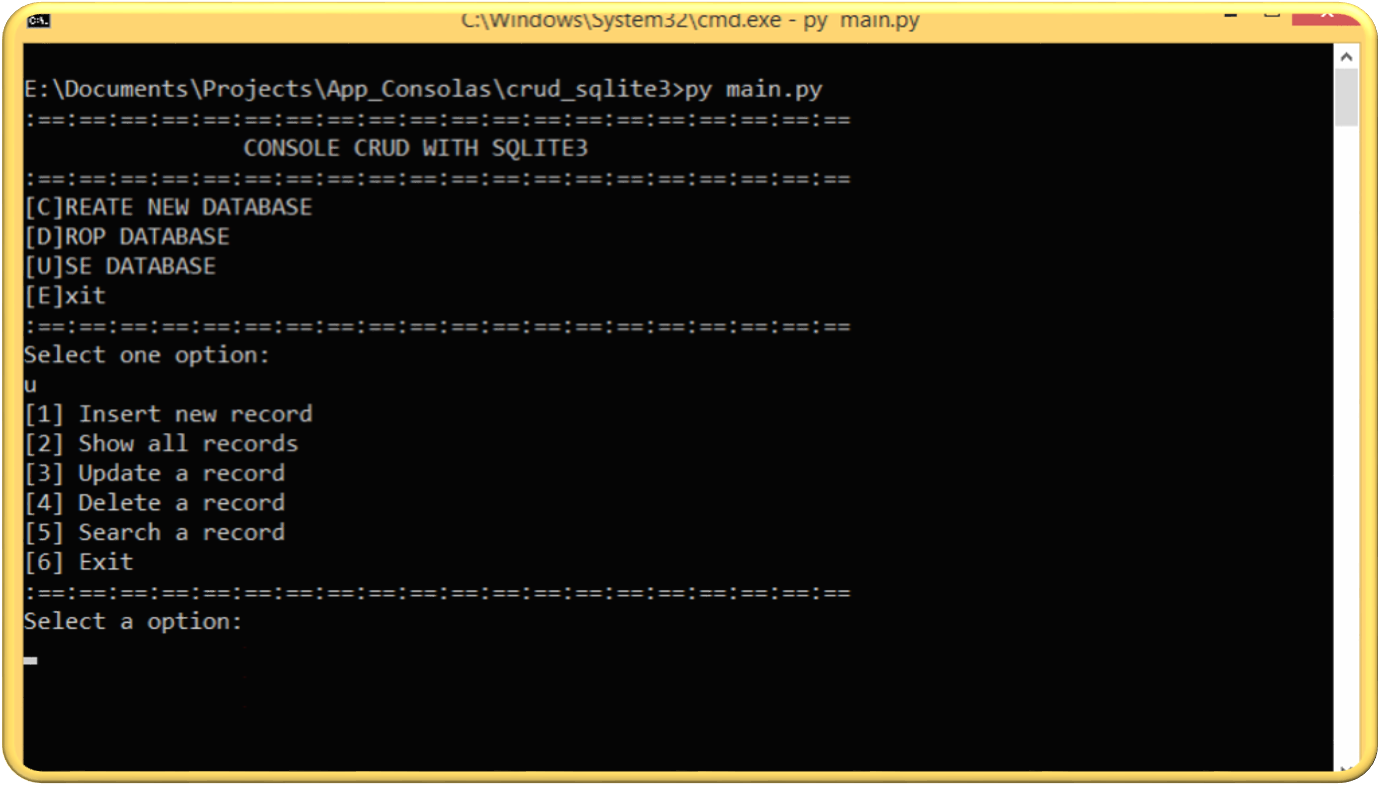 C:\Windows\System32\cmd.exe - py  main.py
E:\Documents\Projects\App_Consolas\crud_sqlite3>py main.py
:==:==:==:==:==:==:==:==:==:==:==:==:==:==:==:==:==:==:==:==
CONSOLE CRUD WITH SQLITE3
:==:==:==:==:==:==:==:==:==:==:==:==:==:==:==:==:==:==:==:==
[C]REATE NEW DATABASE
[D]ROP DATABASE
[U]SE DATABASE
[E]xit
:==:==:==:==:==:==:==:==:==:==:==:==:==:==:==:==:==:==:==:==
Select one option:
u
[1] Insert new record
[2] Show all records
[3] Update a record
[4] Delete a record
[5] Search a record
[6] Exit
:==:==:==:==:==:==:==:==:==:==:==:==:==:==:==:==:==:==:==:==
Select a option: